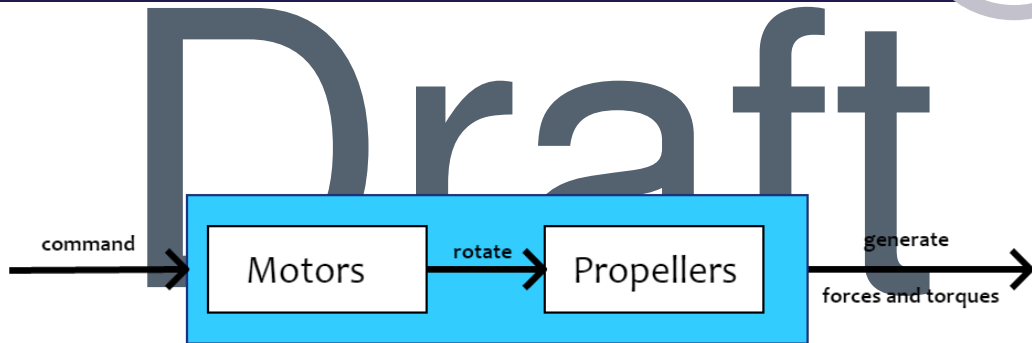 Draft
command
Motors
rotate
Propellers
generate
forces and torques